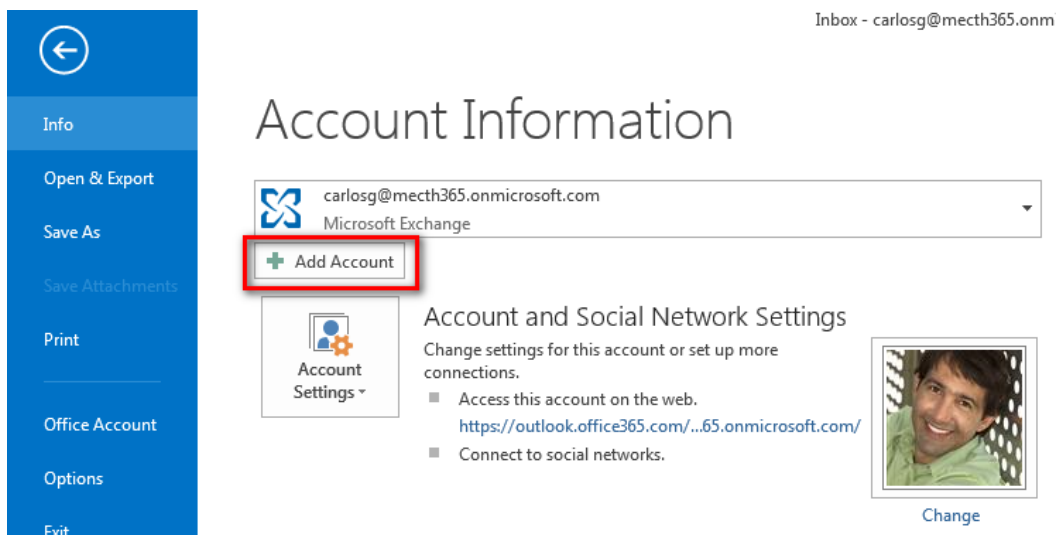 Inbox - carlosg@mecth365.onm
Info
Open & Export
Save As
Save Attachments
Print
Office Account
Options
Exit
Account Information
carlosg@mecth365.onmicrosoft.com
Microsoft Exchange
Add Account
Account
Settings
Account and Social Network Settings
Change settings for this account or set up more
connections.
Access this account on the web.
https://outlook.office365.com/...65.onmicrosoft.com/
Connect to social networks.
Change